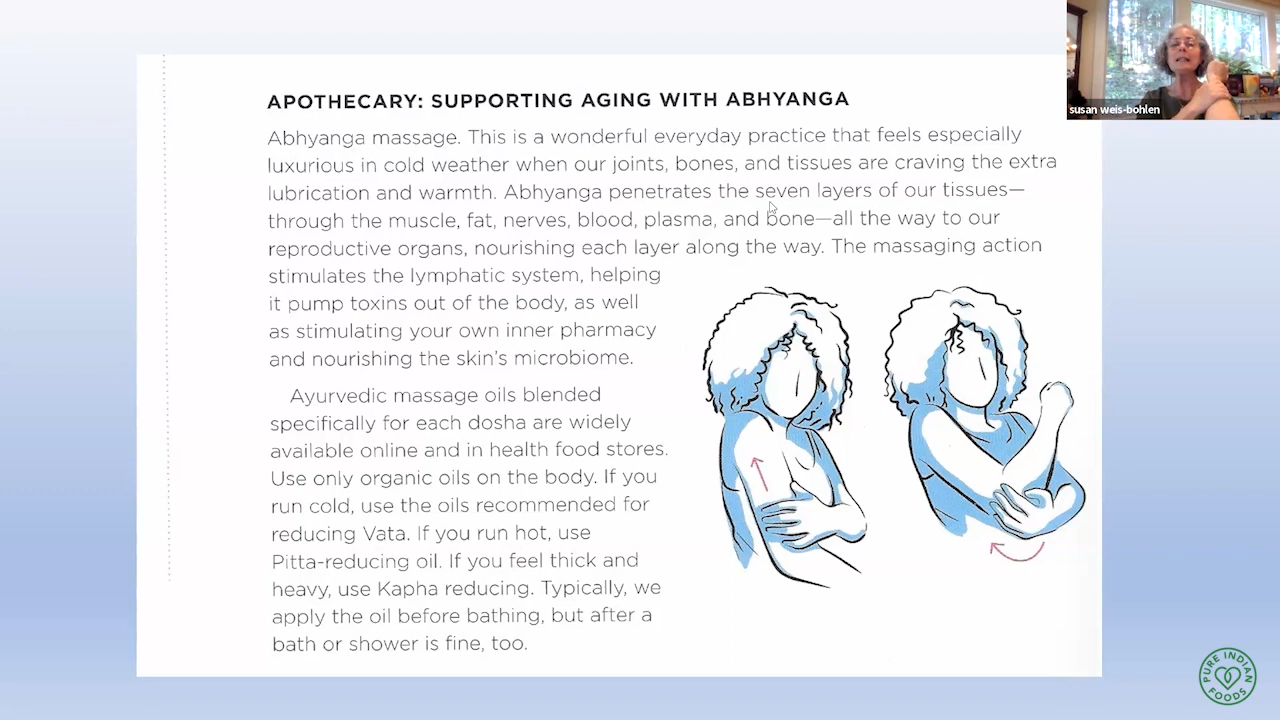 susan weis-bohlen
APOTHECARY: SUPPORTING AGING WITH ABHYANGA
Abhyanga massage. This is a wonderful everyday practice that feels especially
luxurious in cold weather when our joints, bones, and tissues are craving the extra
lubrication and warmth. Abhyanga penetrates the seven layers of our tissues—
through the muscle, fat, nerves, blood, plasma, and bone—all the way to our
reproductive organs, nourishing each layer along the way. The massaging action
stimulates the lymphatic system, helping
it pump toxins out of the body, as well
as stimulating your own inner pharmacy
and nourishing the skin’s microbiome.
Ayurvedic massage oils blended
specifically for each dosha are widely
available online and in health food stores.
Use only organic oils on the body. If you
run cold, use the oils recommended for
reducing Vata. If you run hot, use
Pitta-reducing oil. If you feel thick and
heavy, use Kapha reducing. Typically, we
apply the oil before bathing, but after a
bath or shower is fine, too.
PURE INDIAN
FOODS